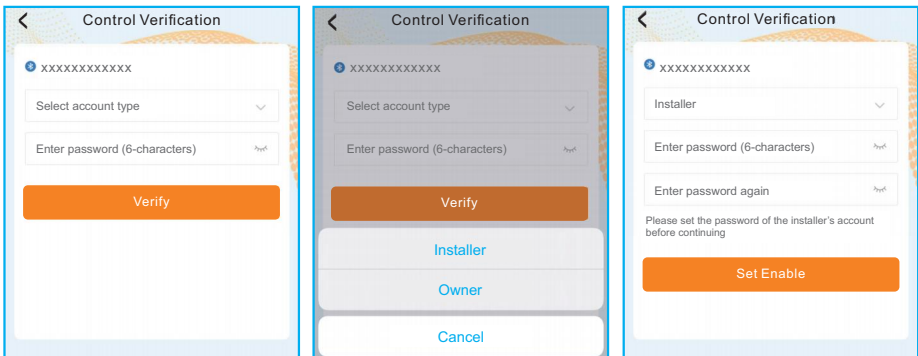 Control Verification
xxxxxxxxxxxx
Select account type
Enter password (6-characters)
Verify
Control Verification
xxxxxxxxxxxx
Select account type
Enter password (6-characters)
Verify
Installer
Owner
Cancel
Control Verification
xxxxxxxxxxxx
Installer
Enter password (6-characters)
Enter password again
Please set the password of the installer's account
before continuing
Set Enable